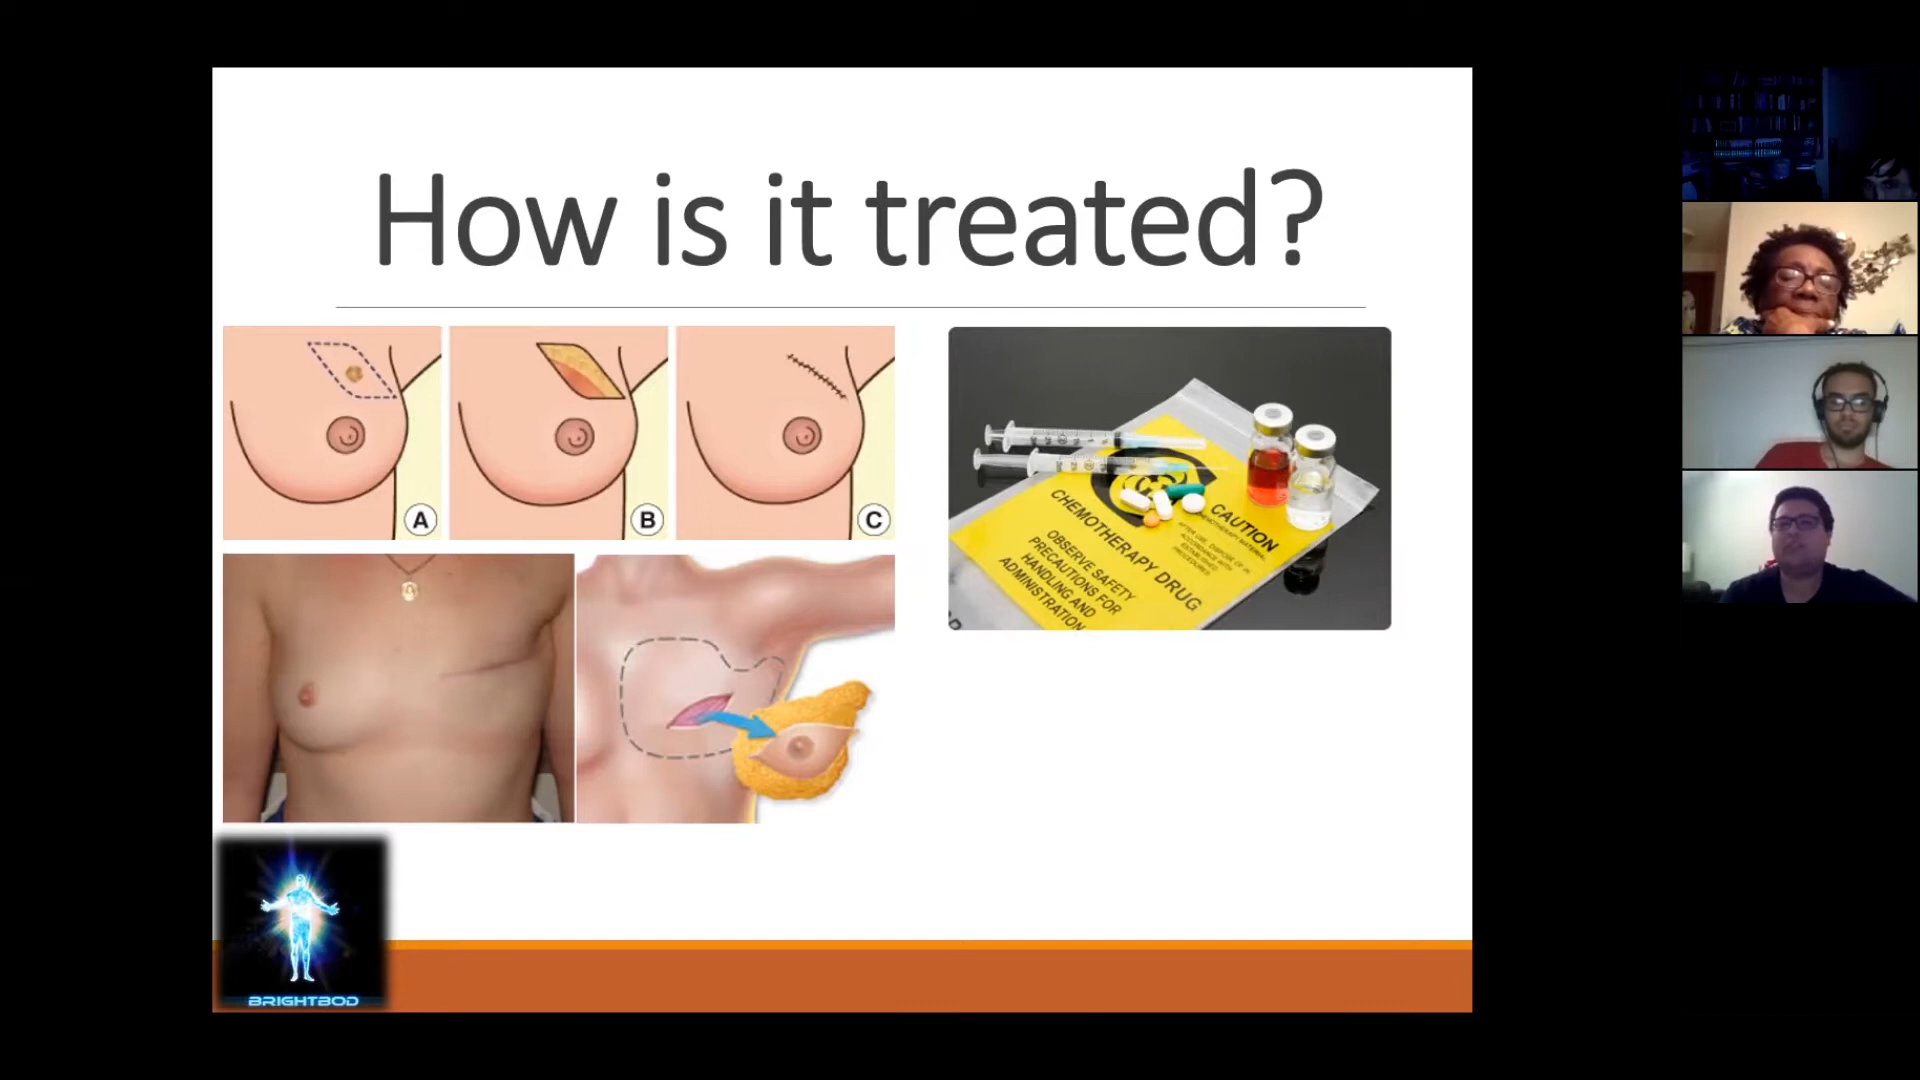 How is it treated?
A
B
C
CHEMOTHERAPY DRUG
OBSERVE SAFETY
PRECAUTIONS FOR
HANDLING AND
ADMINISTRATION
CAUTION
BRIGHTBOD